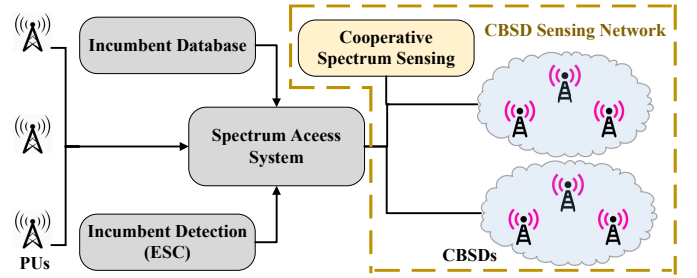 Incumbent Database
Cooperative
Spectrum Sensing
CBSD Sensing Network
Spectrum Aceess
System
Incumbent Detection
(ESC)
PUs
CBSDs